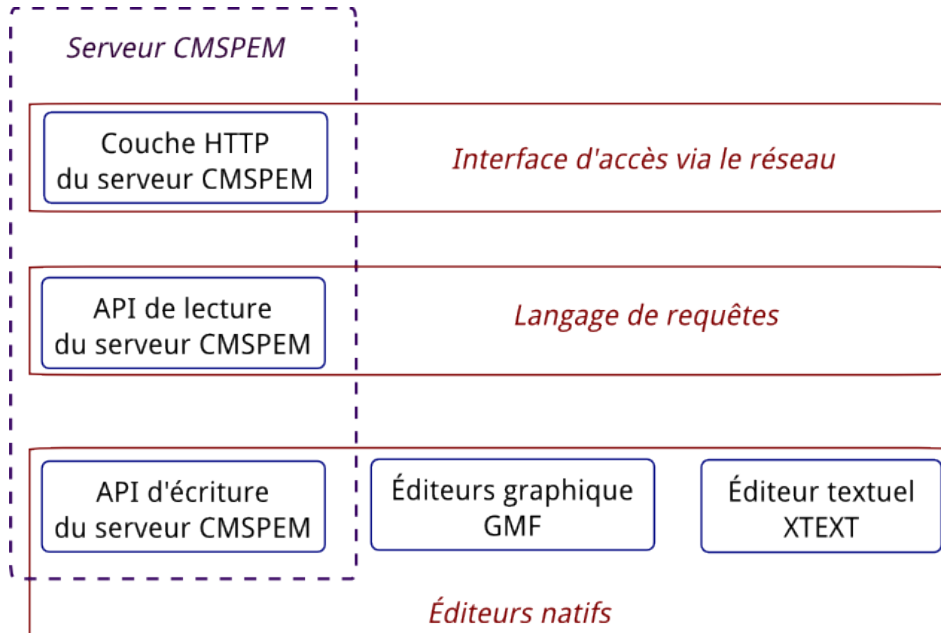 Serveur CMSPEM
Couche HTTP
du serveur CMSPEM
Interface d'accès via le réseau
API de lecture
du serveur CMSPEM
Langage de requêtes
API d'écriture
du serveur CMSPEM
Éditeurs graphique
GMF
Éditeur textuel
XTEXT
Éditeurs natifs